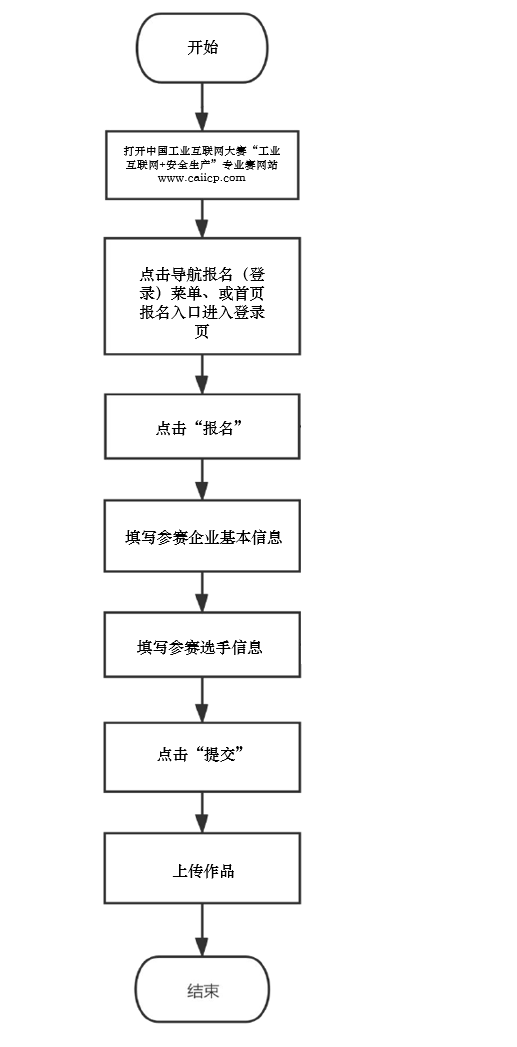 开始
打开中国工业互联网大赛“工业
互联网+安全生产”专业赛网站
www.caiicp.com
点击导航报名（登
录）菜单、或首页
报名入口进入登录
页
点击“报名”
填写参赛企业基本信息
填写参赛选手信息
点击“提交”
上传作品
结束